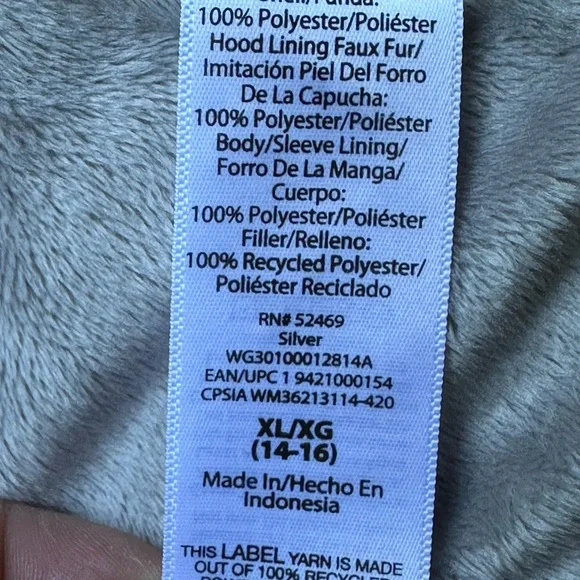 Shell/Funda:
100% Polyester/Poliéster
Hood Lining Faux Fur/
Imitación Piel Del Forro
De La Capucha:
100% Polyester/Poliéster
Body/Sleeve Lining/
Forro De La Manga/
Cuerpo:
100% Polyester/Poliéster
Filler/Relleno:
100% Recycled Polyester/
Poliéster Reciclado
RN# 52469
Silver
WG30100012814A
EAN/UPC 1 9421000154
CPSIA WM36213114-420
XL/XG
(14-16)
Made In/Hecho En
Indonesia
THIS LABEL YARN IS MADE
OUT OF 100% RECYCLED